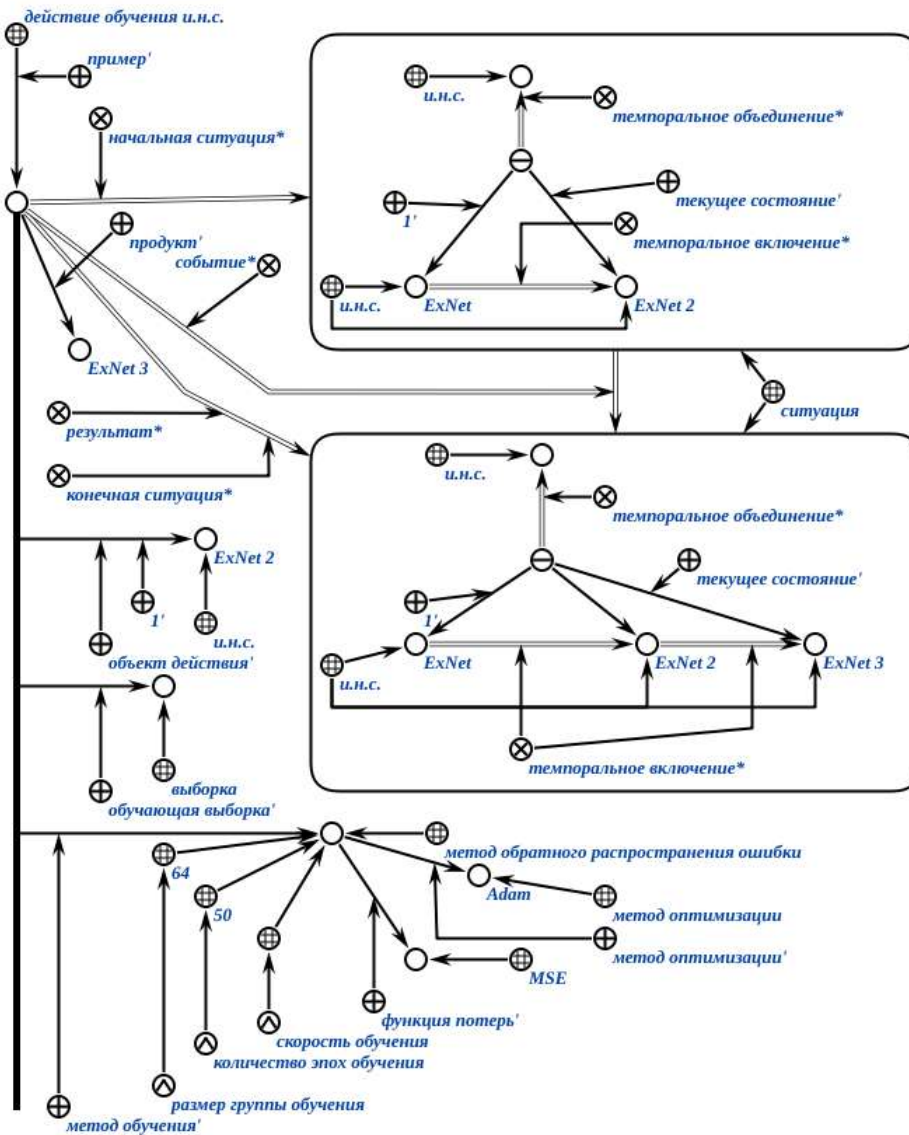 действие обучения и.н.с.
пример'
и.н.с.
темпоральное объединение*
начальная ситуация*
текущее состояние'
1'
продукт'
темпоральное включение*
событие*
и.н.с.
ExNet
ExNet 2
ExNet 3
ситуация
результат*
и.н.с.
конечная ситуация*
темпоральное объединение*
ExNet 2
текущее состояние'
1'
1'
и.н.с.
ExNet
ExNet 2
ExNet 3
объект действия'
и.н.с.
темпоральное включение*
выборка
обучающая выборка'
метод обратного распространения ошибки
64
Adam
50
метод оптимизации
метод оптимизации'
MSE
функция потерь'
скорость обучения
количество эпох обучения
размер группы обучения
метод обучения'